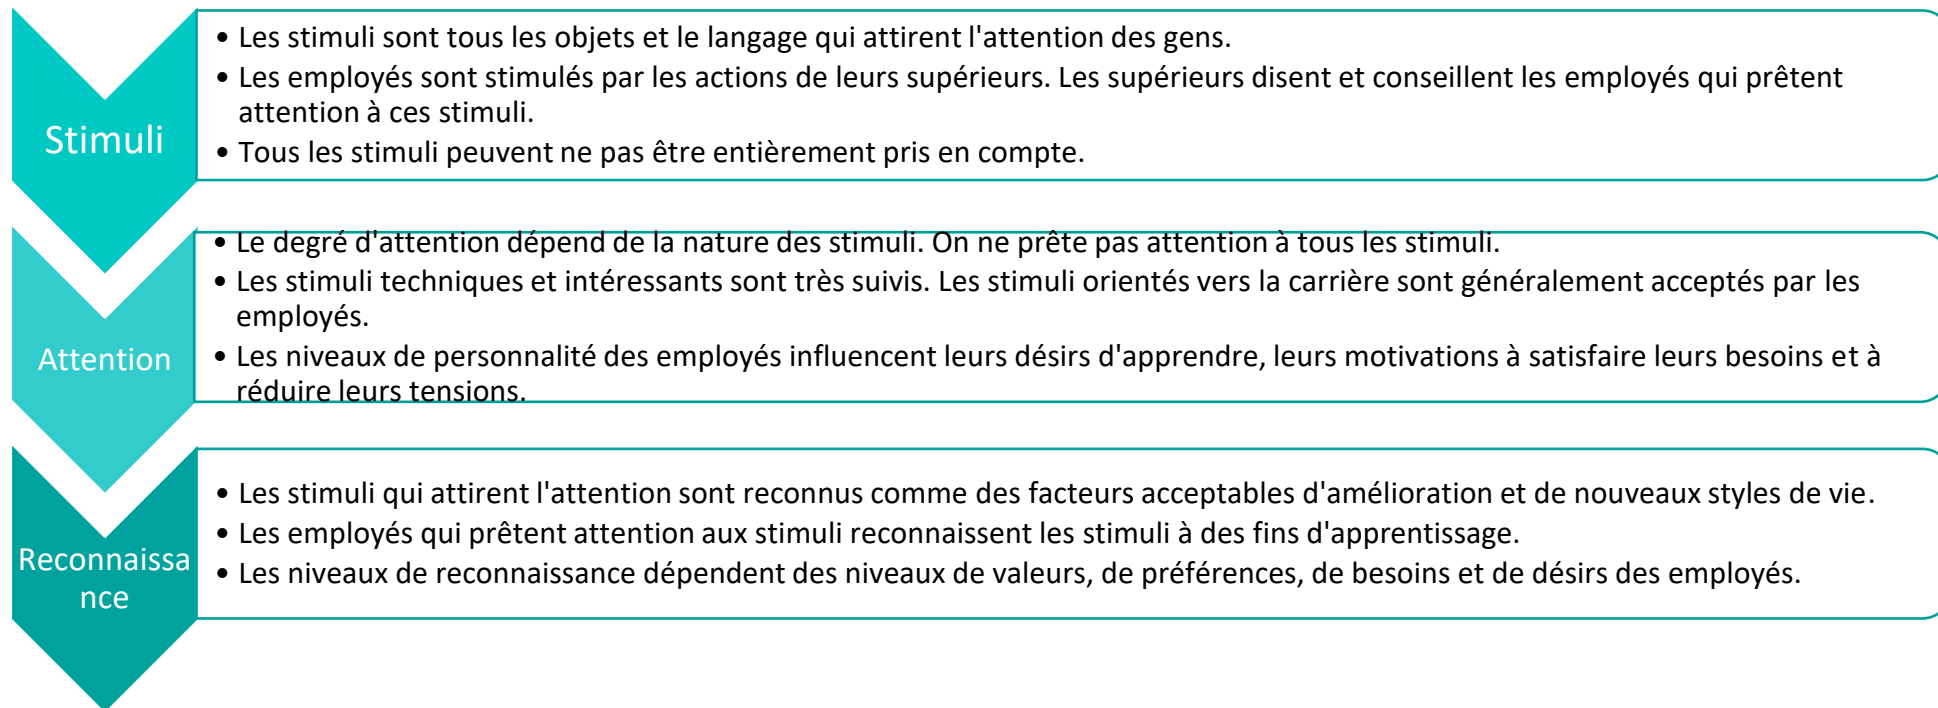 Stimuli
• Les stimuli sont tous les objets et le langage qui attirent l'attention des gens.
• Les employés sont stimulés par les actions de leurs supérieurs. Les supérieurs disent et conseillent les employés qui prêtent
attention à ces stimuli.
• Tous les stimuli peuvent ne pas être entièrement pris en compte.
Attention
• Le degré d'attention dépend de la nature des stimuli. On ne prête pas attention à tous les stimuli.
• Les stimuli techniques et intéressants sont très suivis. Les stimuli orientés vers la carrière sont généralement acceptés par les
employés.
• Les niveaux de personnalité des employés influencent leurs désirs d'apprendre, leurs motivations à satisfaire leurs besoins et à
réduire leurs tensions.
Reconnaissa
nce
• Les stimuli qui attirent l'attention sont reconnus comme des facteurs acceptables d'amélioration et de nouveaux styles de vie.
• Les employés qui prêtent attention aux stimuli reconnaissent les stimuli à des fins d'apprentissage.
• Les niveaux de reconnaissance dépendent des niveaux de valeurs, de préférences, de besoins et de désirs des employés.